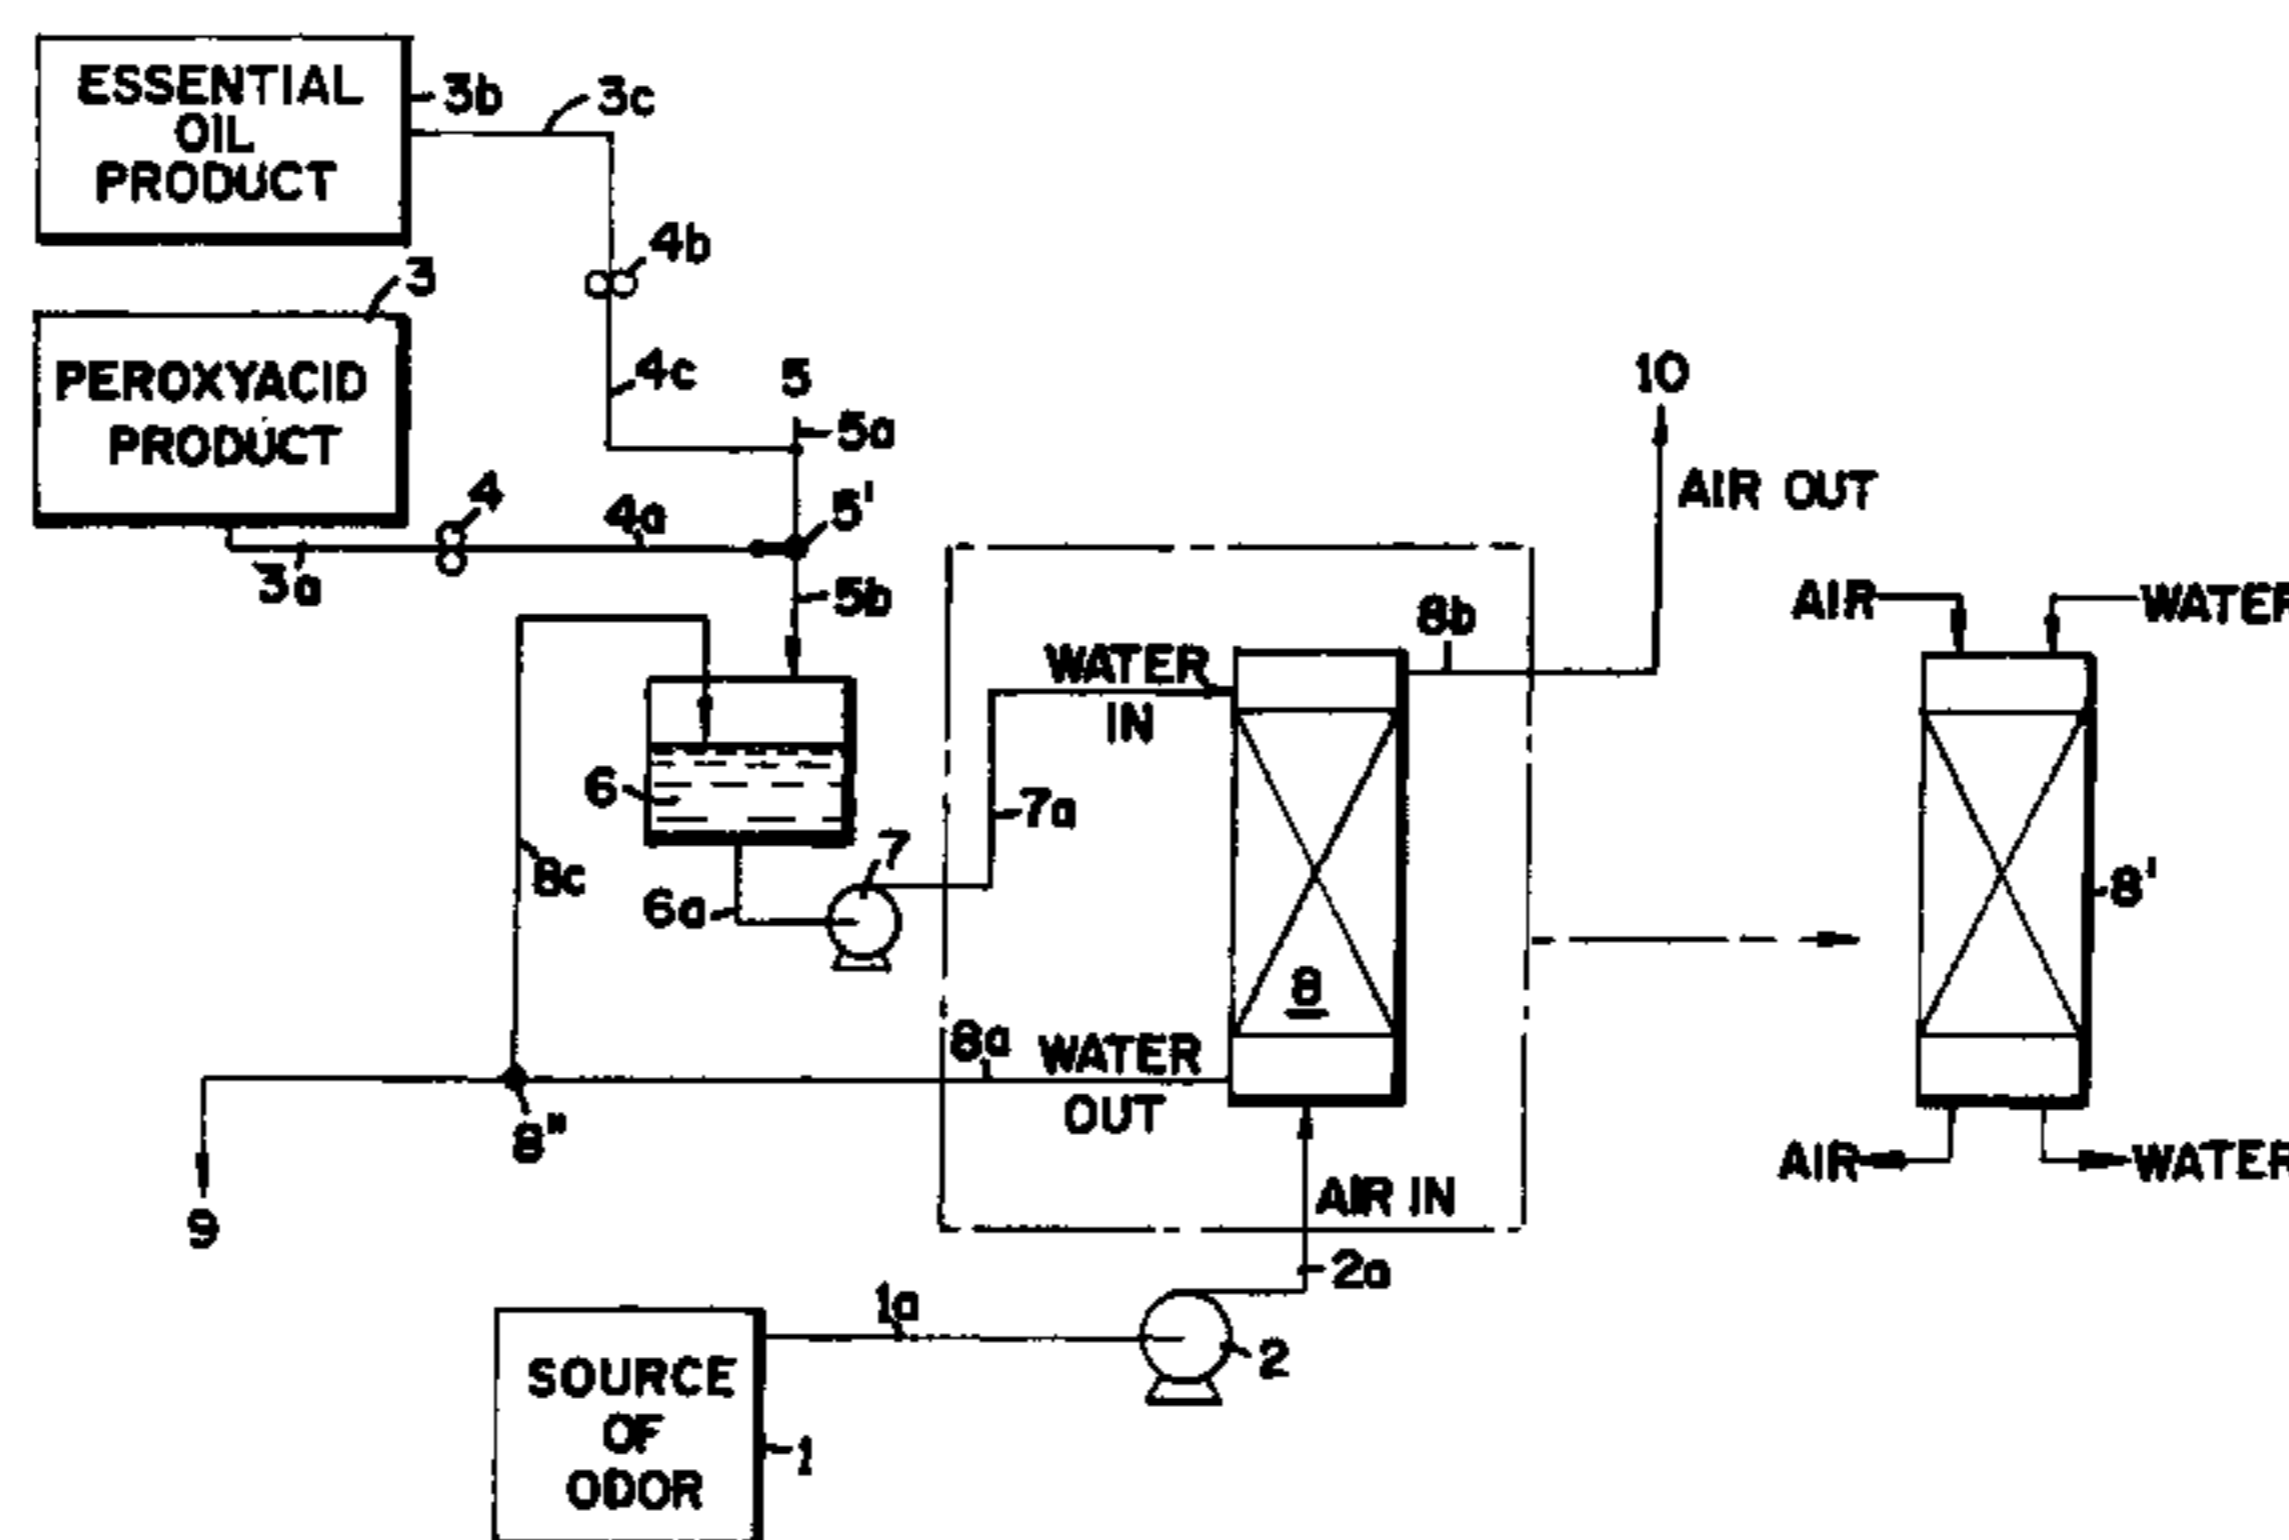 ESSENTIAL
OIL
PRODUCT
3b
3c
4b
3
PEROXYACID
PRODUCT
4c
5
5a
4
4a
5'
3a
5b
10
AIR OUT
8b
AIR
WATER
WATER
IN
6
7a
7
8c
6a
8
8'
8a
WATER
OUT
8"
AIR
WATER
9
AIR IN
2a
1a
2
SOURCE
OF
ODOR
1